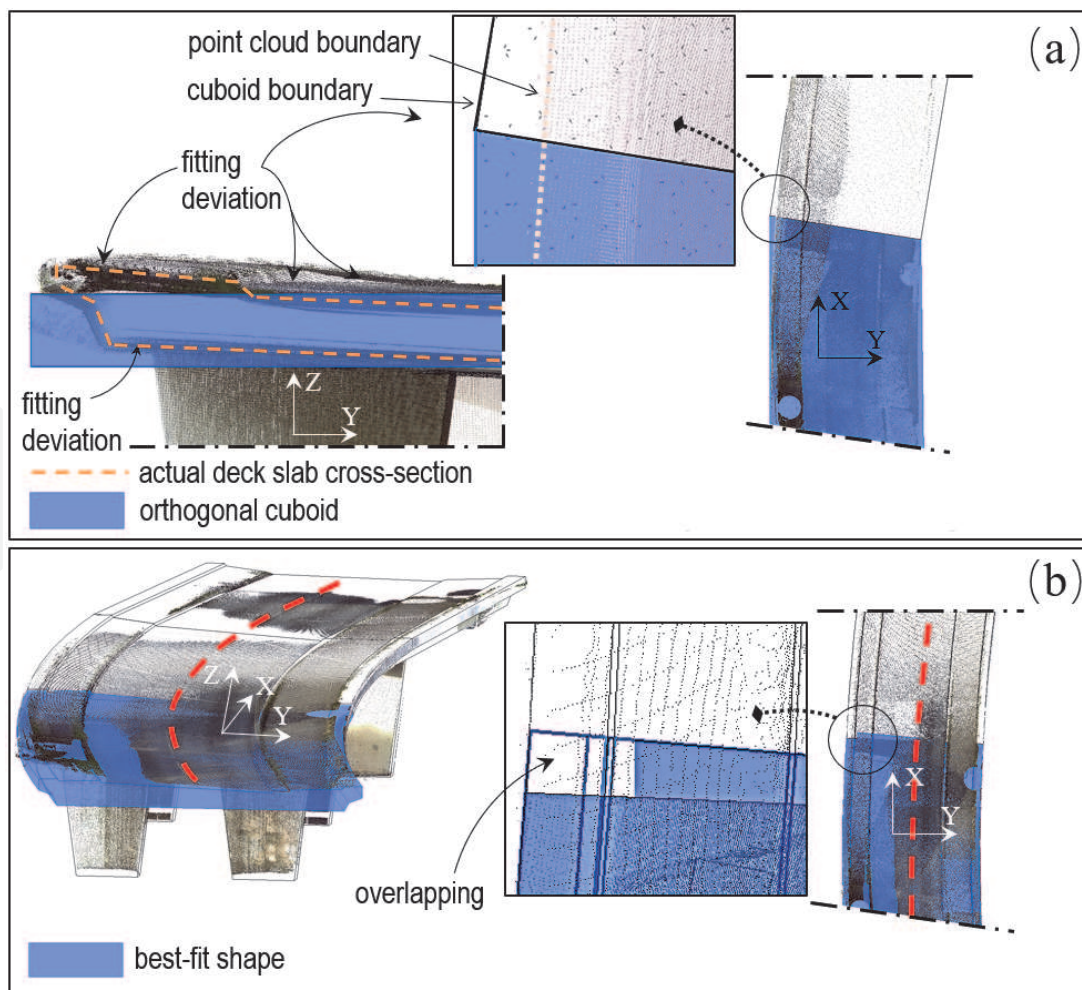 (a)
point cloud boundary
cuboid boundary
fitting
deviation
X
Y
Z
Y
fitting
deviation
actual deck slab cross-section
orthogonal cuboid
(b)
Z
X
Y
X
Y
overlapping
best-fit shape